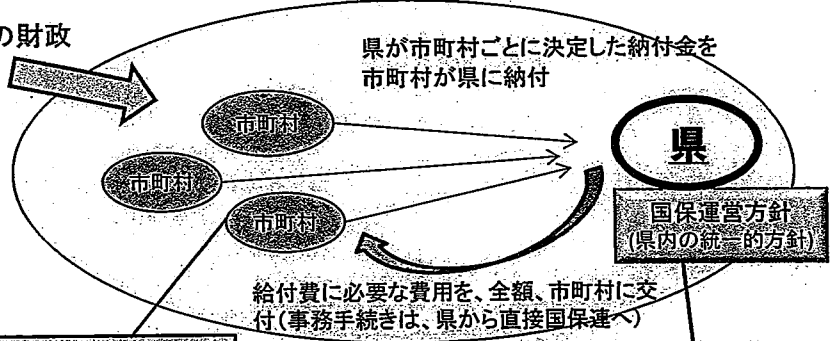 の財政
県が市町村ごとに決定した納付金を
市町村が県に納付
市町村
県
市町村
市町村
国保運営方針
(県内の統一的方針)
給付費に必要な費用を、全額、市町村に交
付(事務手続きは、県から直接国保連へ)